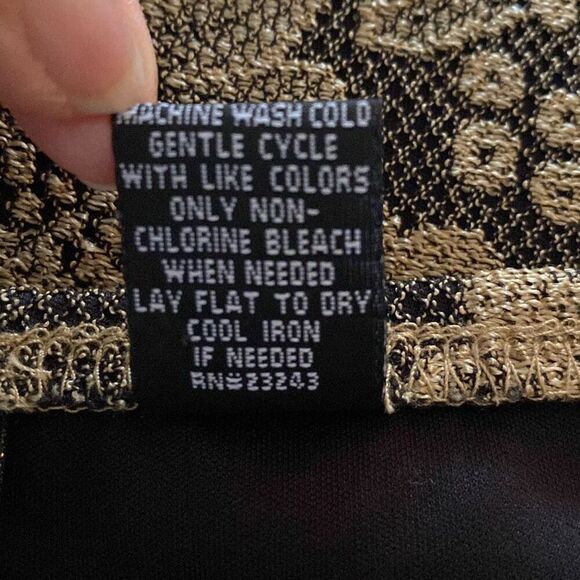 MACHINE WASH COLD
GENTLE CYCLE
WITH LIKE COLORS
ONLY NON-
CHLORINE BLEACH
WHEN NEEDED
LAY FLAT TO DRY
COOL IRON
IF NEEDED
RN#23243